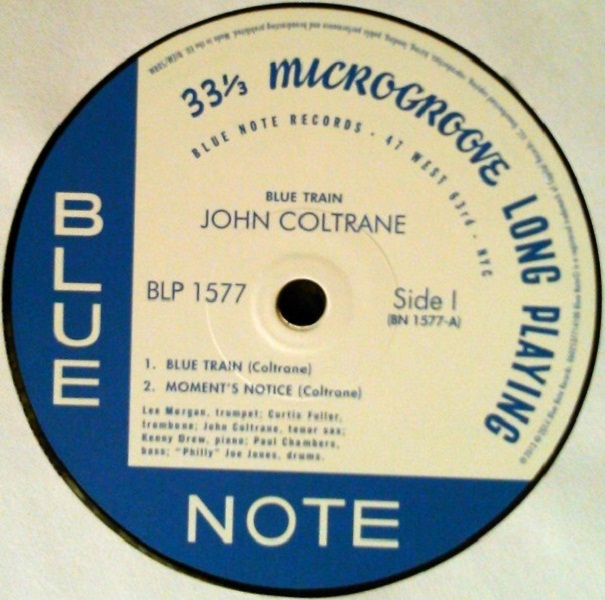 33⅓ MICROGROOVE LONG PLAYING
BLUE NOTE RECORDS · 47 WEST 63rd · NYC
BLUE TRAIN
JOHN COLTRANE
BLP 1577
Side 1
(BN 1577-A)
1. BLUE TRAIN (Coltrane)
2. MOMENT'S NOTICE (Coltrane)
Lee Morgan, trumpet; Curtis Fuller,
trombone; John Coltrane, tenor sax;
Kenny Drew, piano; Paul Chambers,
bass; "Philly" Joe Jones, drums.
BLUE
NOTE